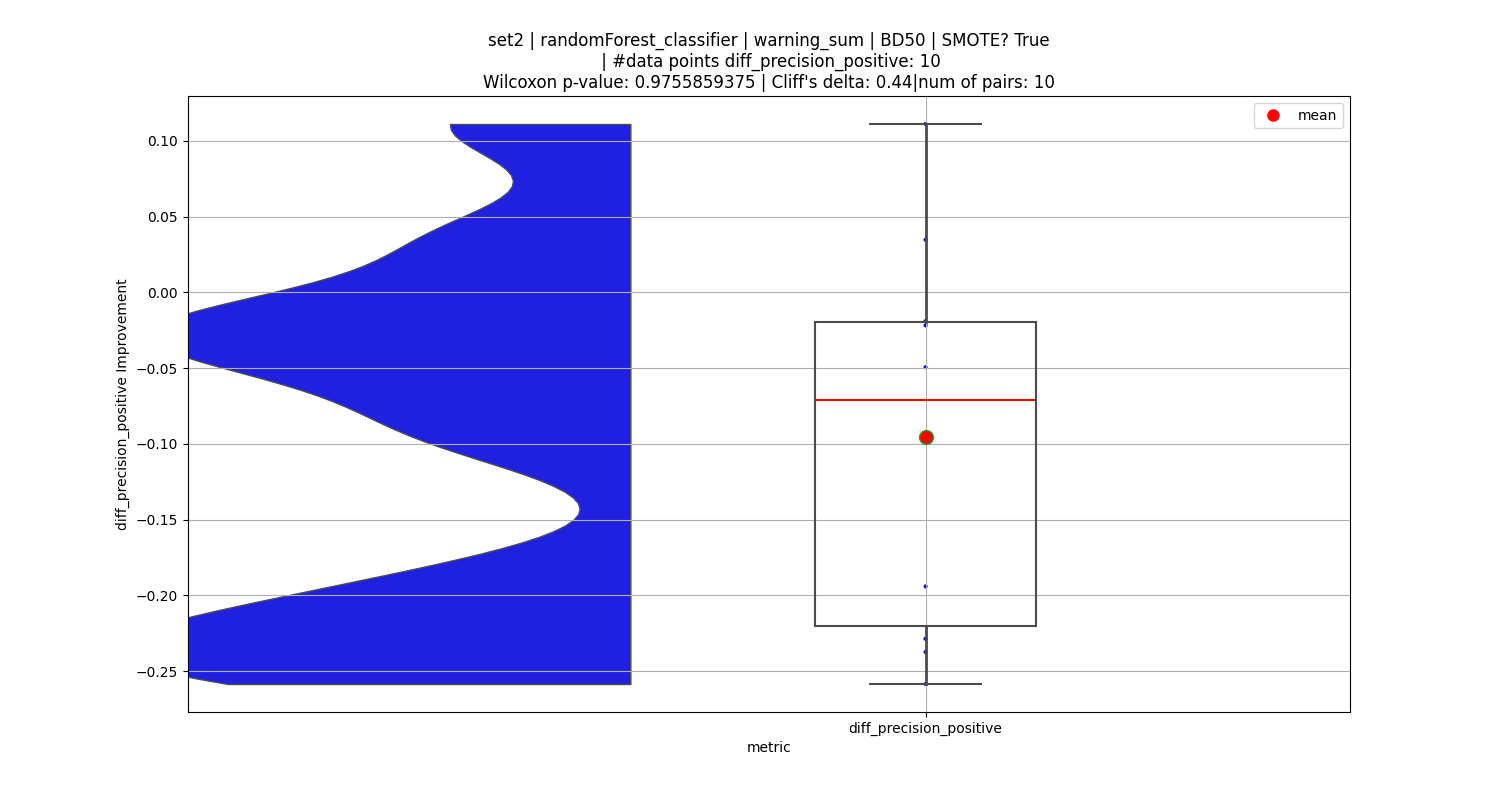 set2 | randomForest_classifier | warning_sum | BD50 | SMOTE? True
| #data points diff_precision_positive: 10
Wilcoxon p-value: 0.9755859375 | Cliff's delta: 0.44|num of pairs: 10
mean
0.10
0.05
0.00
−0.05
−0.10
−0.15
−0.20
−0.25
diff_precision_positive Improvement
diff_precision_positive
metric